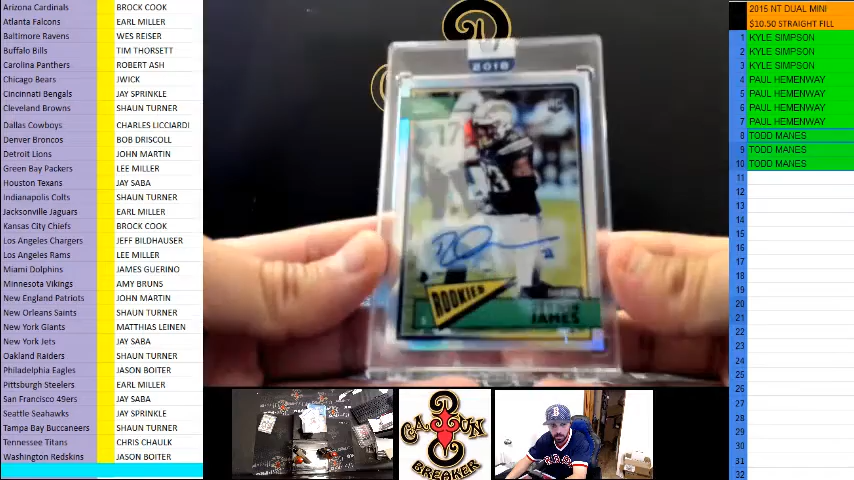 Arizona Cardinals BROCK COOK
Atlanta Falcons EARL MILLER
Baltimore Ravens WES REISER
Buffalo Bills TIM THORSETT
Carolina Panthers ROBERT ASH
Chicago Bears JWICK
Cincinnati Bengals JAY SPRINKLE
Cleveland Browns SHAUN TURNER
Dallas Cowboys CHARLES LICCIARDI
Denver Broncos BOB DRISCOLL
Detroit Lions JOHN MARTIN
Green Bay Packers LEE MILLER
Houston Texans JAY SABA
Indianapolis Colts SHAUN TURNER
Jacksonville Jaguars EARL MILLER
Kansas City Chiefs BROCK COOK
Los Angeles Chargers JEFF BILDHAUSER
Los Angeles Rams LEE MILLER
Miami Dolphins JAMES GUERINO
Minnesota Vikings AMY BRUNS
New England Patriots JOHN MARTIN
New Orleans Saints SHAUN TURNER
New York Giants MATTHIAS LEINEN
New York Jets JAY SABA
Oakland Raiders SHAUN TURNER
Philadelphia Eagles JASON BOITER
Pittsburgh Steelers EARL MILLER
San Francisco 49ers JAY SABA
Seattle Seahawks JAY SPRINKLE
Tampa Bay Buccaneers SHAUN TURNER
Tennessee Titans CHRIS CHAULK
Washington Redskins JASON BOITER
2018
17
ROOKIES
JAMES
CAJUN
BREAKER
B
2015 NT DUAL MINI
$10.50 STRAIGHT FILL
1 KYLE SIMPSON
2 KYLE SIMPSON
3 KYLE SIMPSON
4 PAUL HEMENWAY
5 PAUL HEMENWAY
6 PAUL HEMENWAY
7 PAUL HEMENWAY
8 TODD MANES
9 TODD MANES
10 TODD MANES
11
12
13
14
15
16
17
18
19
20
21
22
23
24
25
26
27
28
29
30
31
32